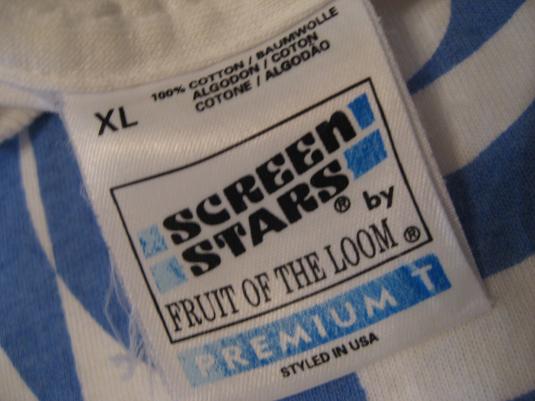 XL
100% COTTON / BAUMWOLLE
ALGODON / COTON
COTONE / ALGODÃO
SCREEN
STARS ® by
FRUIT OF THE LOOM ®
PREMIUM T
STYLED IN USA